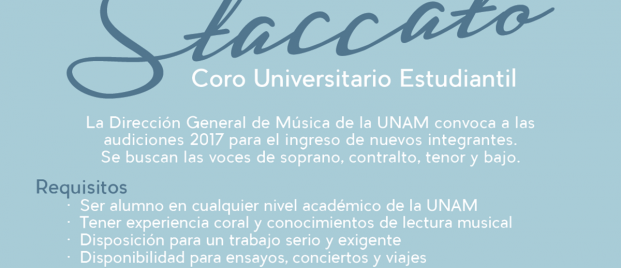 Staccato
Coro Universitario Estudiantil
La Dirección General de Música de la UNAM convoca a las
audiciones 2017 para el ingreso de nuevos integrantes.
Se buscan las voces de soprano, contralto, tenor y bajo.
Requisitos
· Ser alumno en cualquier nivel académico de la UNAM
· Tener experiencia coral y conocimientos de lectura musical
· Disposición para un trabajo serio y exigente
· Disponibilidad para ensayos, conciertos y viajes